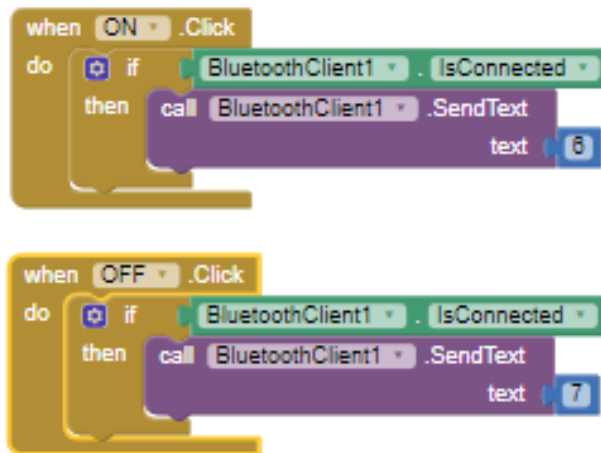 when ON .Click
do if BluetoothClient1 . IsConnected
then call BluetoothClient1 .SendText
text 6
when OFF .Click
do if BluetoothClient1 . IsConnected
then call BluetoothClient1 .SendText
text 7